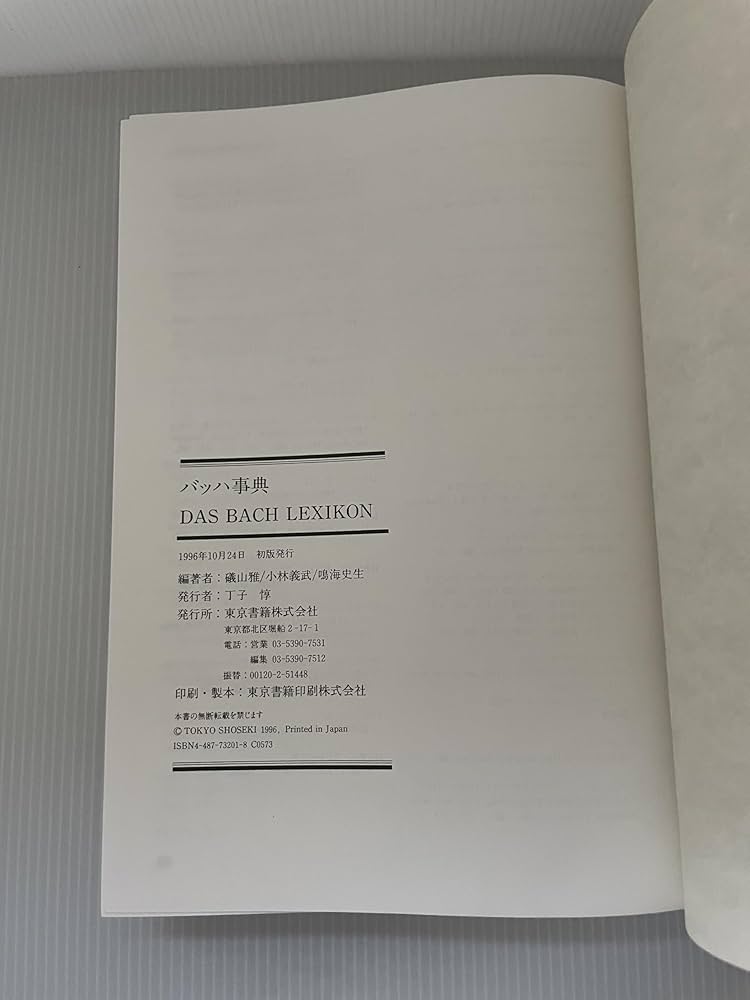 バッハ事典
DAS BACH LEXIKON
1996年10月24日　初版発行
編著者：礒山雅/小林義武/鳴海史生
発行者：丁子　惇
発行所：東京書籍株式会社
東京都北区堀船2-17-1
電話：営業 03-5390-7531
編集 03-5390-7512
振替：00120-2-51448
印刷・製本：東京書籍印刷株式会社
本書の無断転載を禁じます
© TOKYO SHOSEKI 1996, Printed in Japan
ISBN4-487-73201-8 C0573